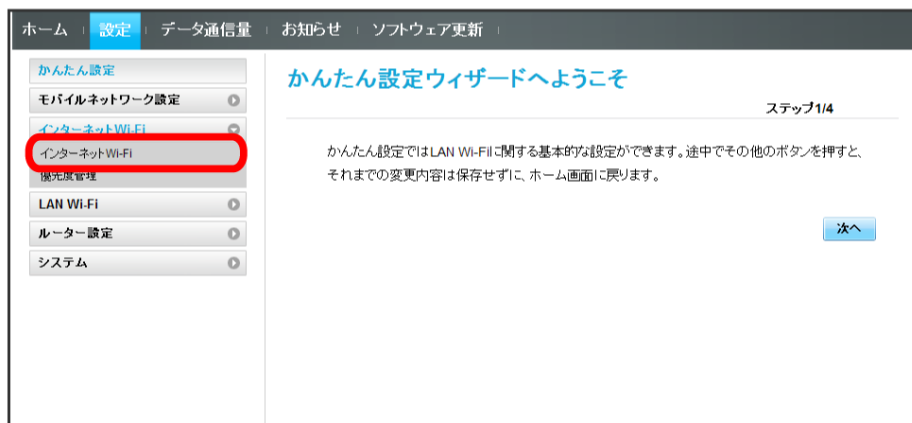 ホーム 設定 データ通信量 お知らせ ソフトウェア更新
かんたん設定
モバイルネットワーク設定
インターネットWi-Fi
インターネットWi-Fi
優先度管理
LAN Wi-Fi
ルーター設定
システム
かんたん設定ウィザードへようこそ
ステップ1/4
かんたん設定ではLAN Wi-Fiに関する基本的な設定ができます。途中でその他のボタンを押すと、
それまでの変更内容は保存せずに、ホーム画面に戻ります。
次へ